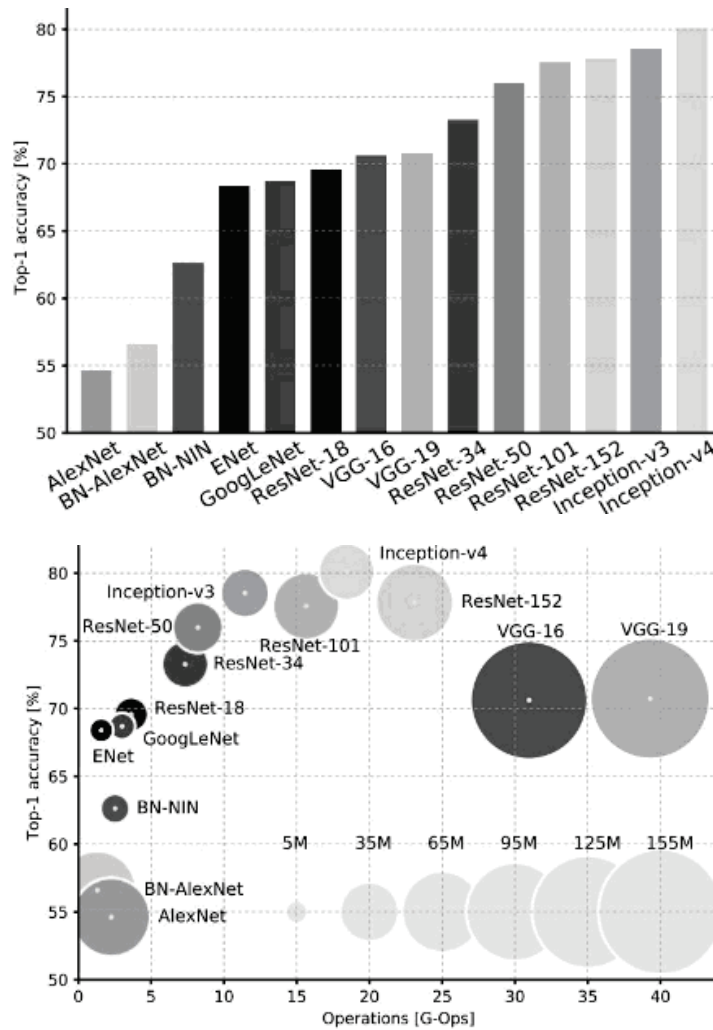 80
75
70
65
60
55
50
Top-1 accuracy [%]
AlexNet
BN-AlexNet
BN-NIN
ENet
GoogLeNet
ResNet-18
VGG-16
VGG-19
ResNet-34
ResNet-50
ResNet-101
ResNet-152
Inception-v3
Inception-v4
80
75
70
65
60
55
50
Top-1 accuracy [%]
Inception-v4
Inception-v3
ResNet-152
ResNet-50
ResNet-101
VGG-16
VGG-19
ResNet-34
ResNet-18
GoogLeNet
ENet
BN-NIN
5M 35M 65M 95M 125M 155M
BN-AlexNet
AlexNet
0 5 10 15 20 25 30 35 40
Operations [G-Ops]